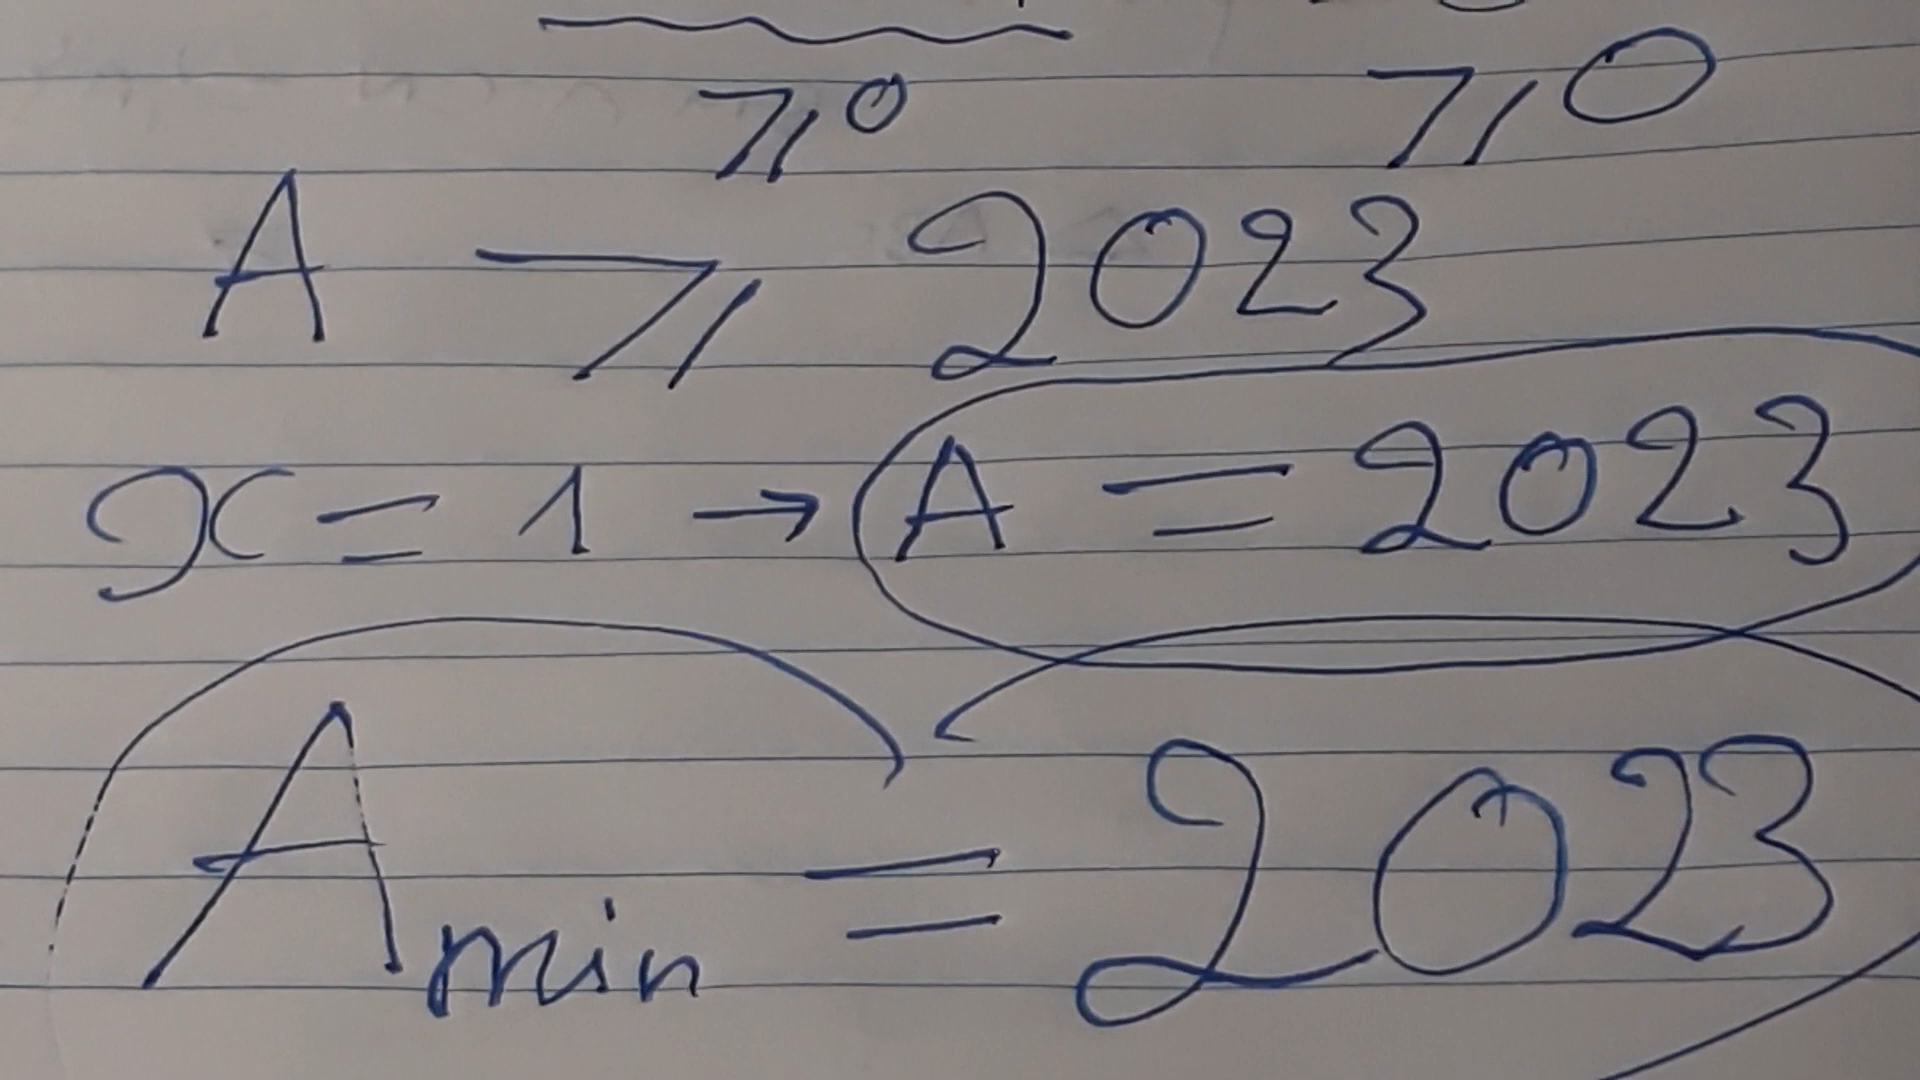 ⩾0 ⩾0
A ⩾ 2023
x = 1 → A = 2023
Amin = 2023